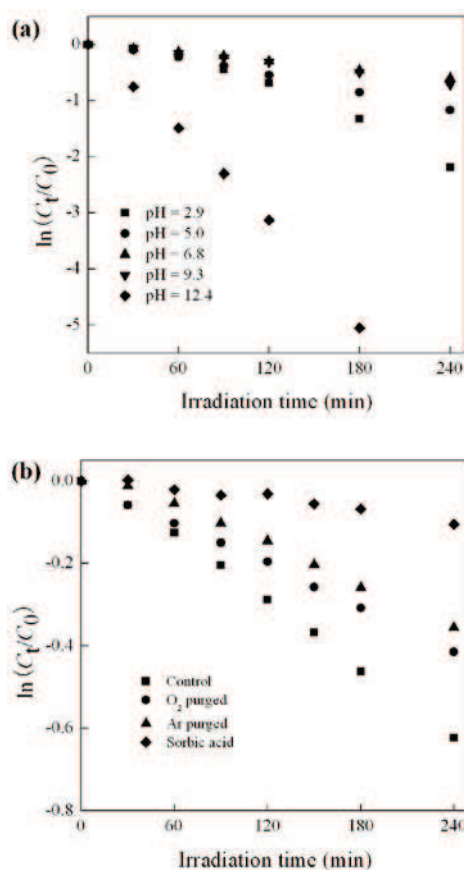 (a)
0
-1
-2
-3
-4
-5
ln (Ct/C0)
pH = 2.9
pH = 5.0
pH = 6.8
pH = 9.3
pH = 12.4
0 60 120 180 240
Irradiation time (min)
(b)
0.0
-0.2
-0.4
-0.6
-0.8
ln (Ct/C0)
Control
O2 purged
Ar purged
Sorbic acid
0 60 120 180 240
Irradiation time (min)